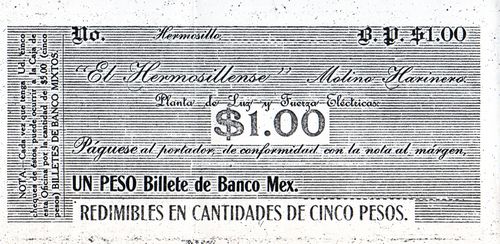 No. Hermosillo B. P. $1.00
"El Hermosillense" Molino Harinero.
Planta de Luz y Fuerza Eléctricas.
$1.00
Páguese al portador, de conformidad con la nota al márgen,
UN PESO Billete de Banco Mex.
REDIMIBLES EN CANTIDADES DE CINCO PESOS.
NOTA.—Cada vez que tenga Ud. cinco
cheques de éstos, puede ocurrir a la Caja de
esta Oficina por la cantidad de $5.00 (Cinco
pesos) BILLETES DE BANCO MIXTOS.